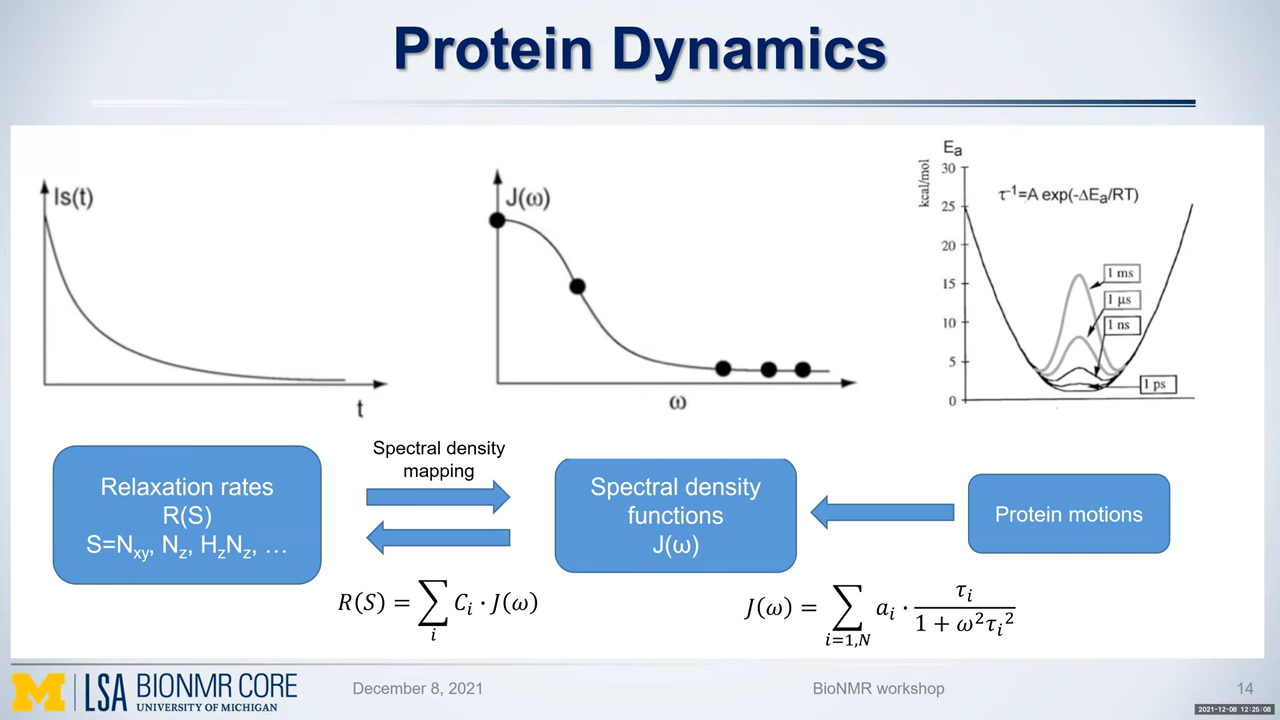 Protein Dynamics
Is(t)
t
J(ω)
ω
Eₐ
kcal/mol
τ⁻¹=A exp(-ΔEₐ/RT)
30
25
20
15
10
5
0
1 ms
1 μs
1 ns
1 ps
Relaxation rates
R(S)
S=Nxy, Nz, HzNz, …
Spectral density
mapping
Spectral density
functions
J(ω)
Protein motions
R(S) = ∑i Cᵢ · J(ω)
J(ω) = ∑i=1,N aᵢ · τᵢ / (1 + ω²τᵢ²)
M LSA BIONMR CORE
UNIVERSITY OF MICHIGAN
December 8, 2021
BioNMR workshop
14
2021-12-08 12:25:08